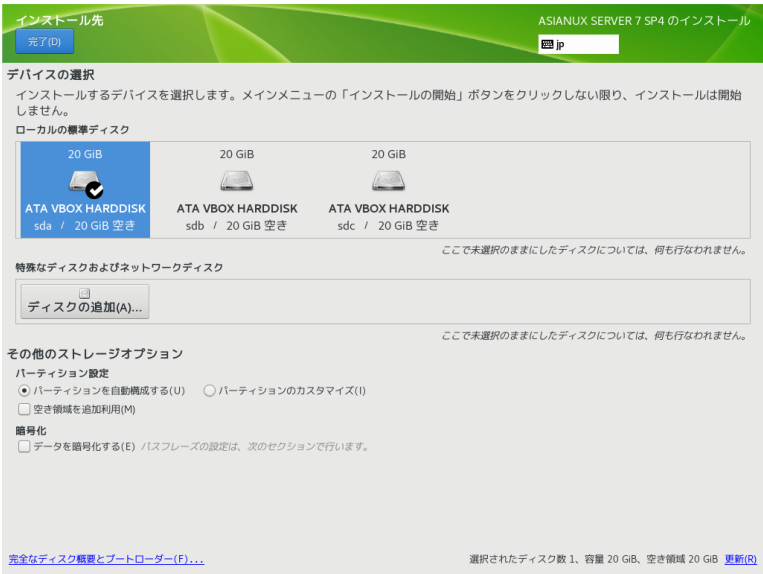 インストール先
ASIANUX SERVER 7 SP4 のインストール
完了(D)
jp
デバイスの選択
インストールするデバイスを選択します。メインメニューの「インストールの開始」ボタンをクリックしない限り、インストールは開始
しません。
ローカルの標準ディスク
20 GiB
ATA VBOX HARDDISK
sda / 20 GiB 空き
20 GiB
ATA VBOX HARDDISK
sdb / 20 GiB 空き
20 GiB
ATA VBOX HARDDISK
sdc / 20 GiB 空き
ここで未選択のままにしたディスクについては、何も行なわれません。
特殊なディスクおよびネットワークディスク
ディスクの追加(A)...
ここで未選択のままにしたディスクについては、何も行なわれません。
その他のストレージオプション
パーティション設定
パーティションを自動構成する(U) パーティションのカスタマイズ(I)
空き領域を追加利用(M)
暗号化
データを暗号化する(E) パスフレーズの設定は、次のセクションで行います。
完全なディスク概要とブートローダー(F)...
選択されたディスク数 1、容量 20 GiB、空き領域 20 GiB 更新(R)